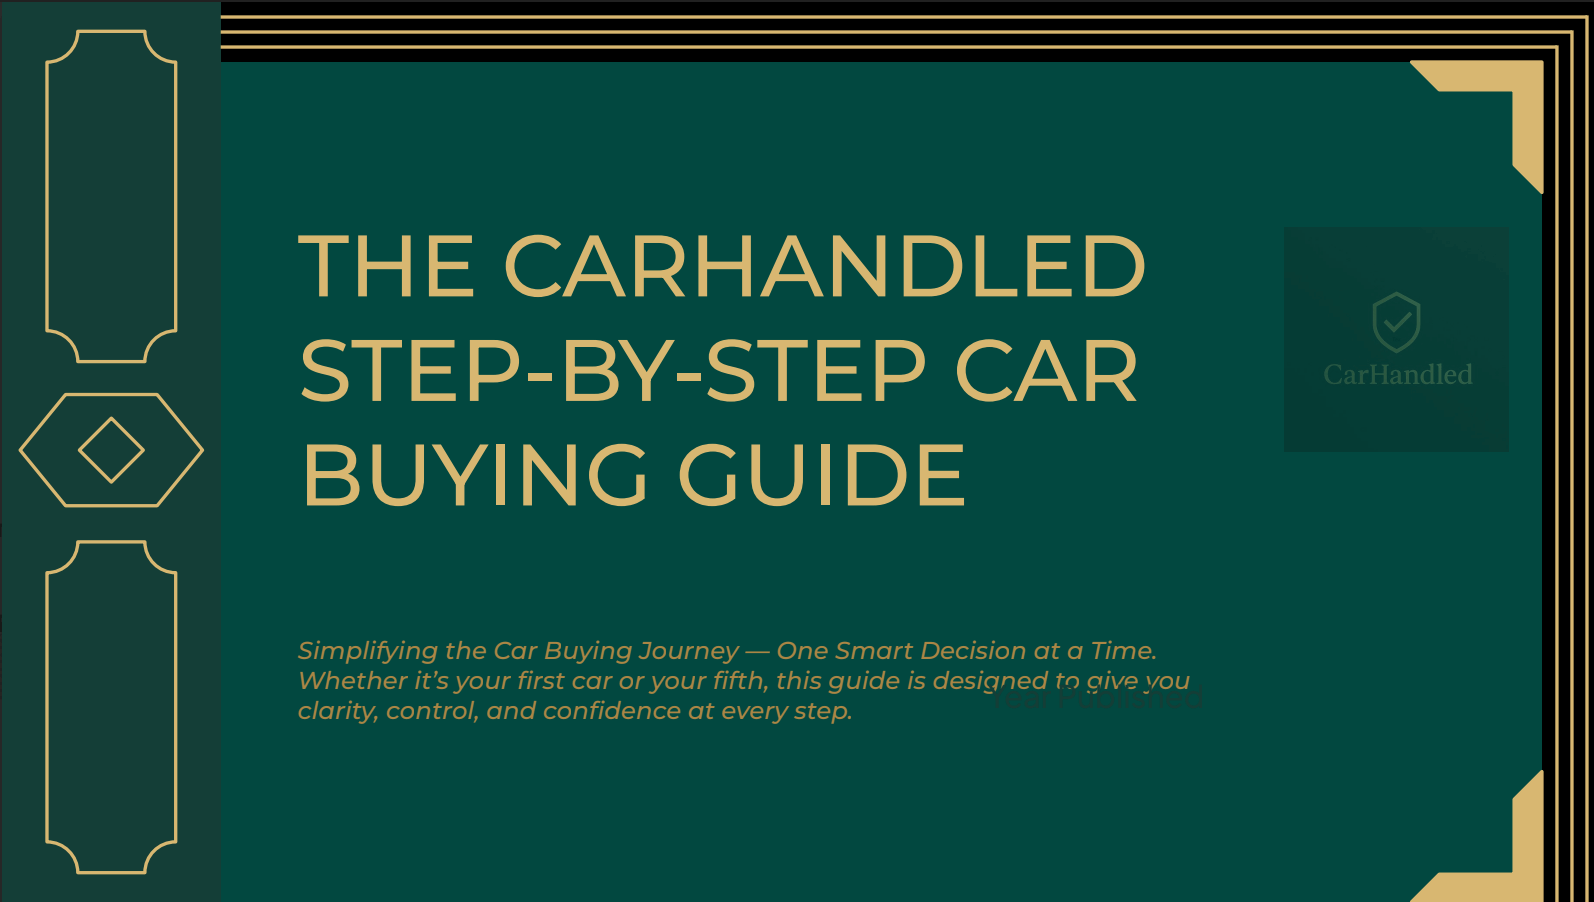 THE CARHANDLED
STEP-BY-STEP CAR
BUYING GUIDE
CarHandled
Simplifying the Car Buying Journey — One Smart Decision at a Time.
Whether it’s your first car or your fifth, this guide is designed to give you
clarity, control, and confidence at every step.